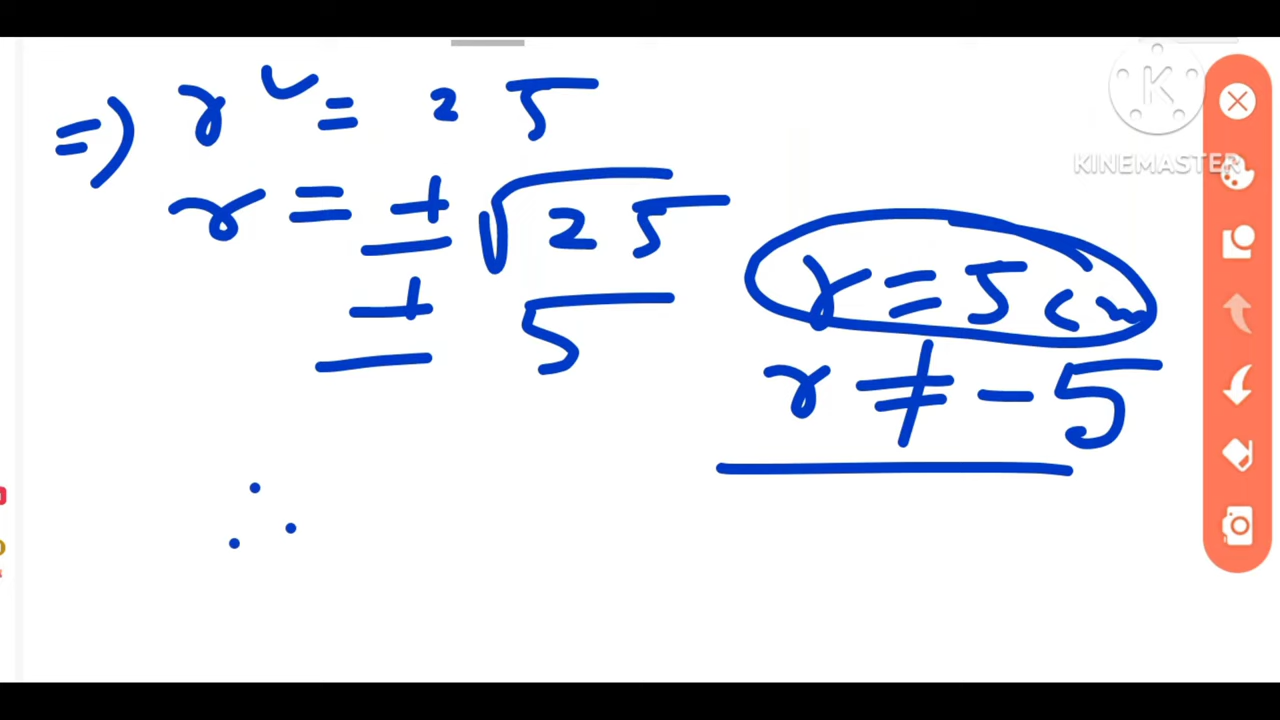 ⇒ r² = 25
r = ± √25
± 5
r = 5 cm
r ≠ - 5
∴
KINEMASTER